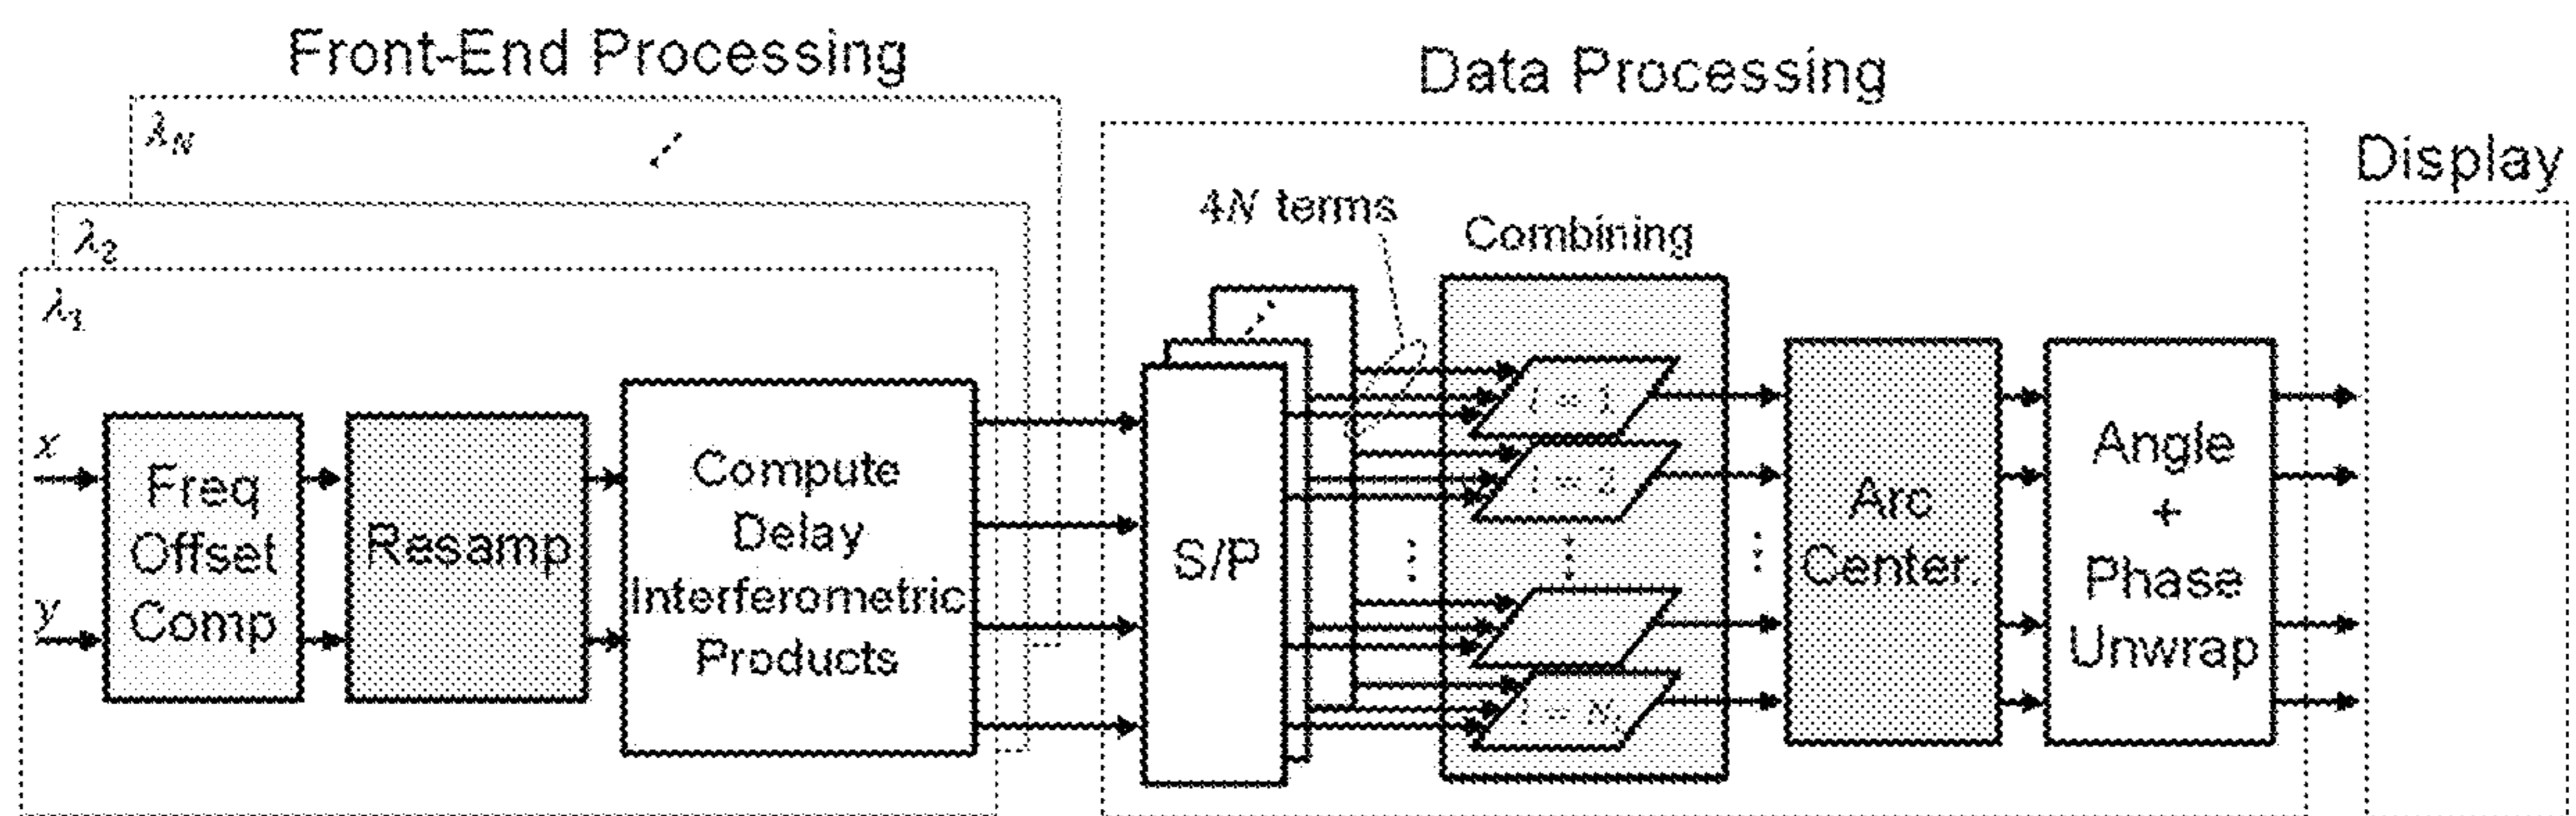 Front-End Processing
Data Processing
Display
λN
λ2
λ1
4N terms
Combining
x
y
Freq
Offset
Comp
Resamp
Compute
Delay
Interferometric
Products
S/P
Arc
Center.
Angle
+
Phase
Unwrap